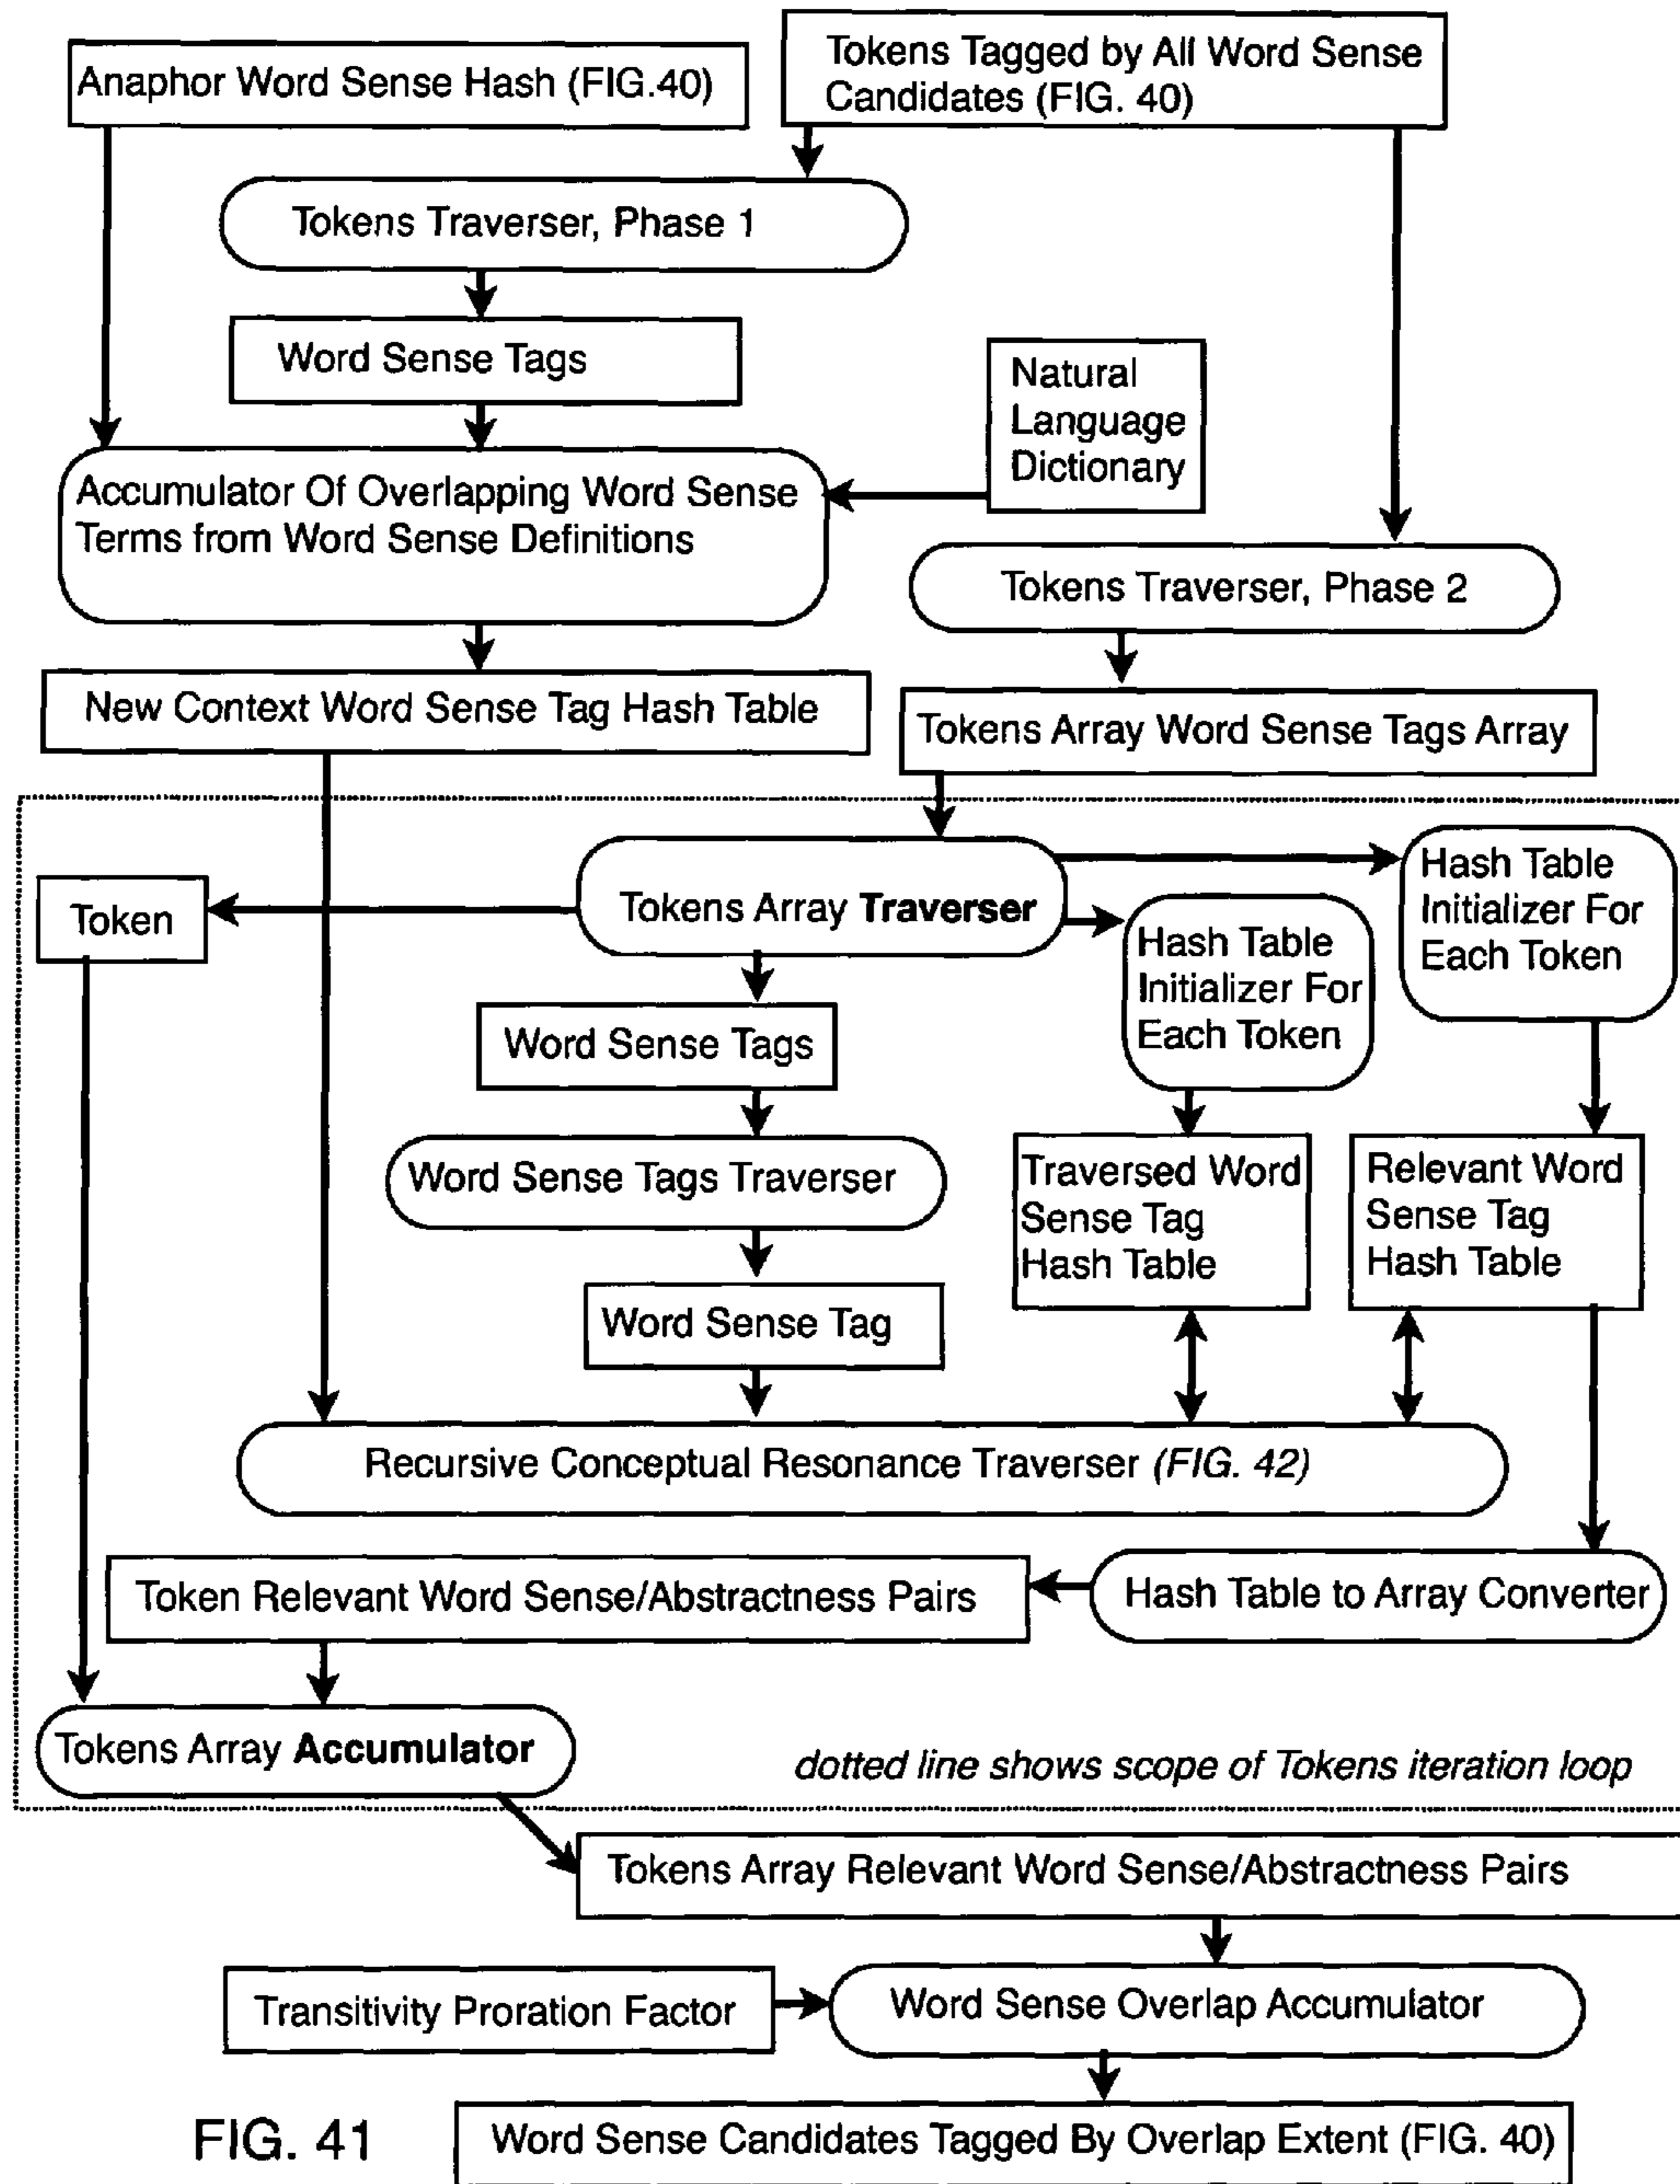 Anaphor Word Sense Hash (FIG.40)
Tokens Tagged by All Word Sense
Candidates (FIG. 40)
Tokens Traverser, Phase 1
Word Sense Tags
Natural
Language
Dictionary
Accumulator Of Overlapping Word Sense
Terms from Word Sense Definitions
Tokens Traverser, Phase 2
New Context Word Sense Tag Hash Table
Tokens Array Word Sense Tags Array
Token
Tokens Array Traverser
Hash Table
Initializer For
Each Token
Hash Table
Initializer For
Each Token
Word Sense Tags
Word Sense Tags Traverser
Traversed Word
Sense Tag
Hash Table
Relevant Word
Sense Tag
Hash Table
Word Sense Tag
Recursive Conceptual Resonance Traverser (FIG. 42)
Token Relevant Word Sense/Abstractness Pairs
Hash Table to Array Converter
Tokens Array Accumulator
dotted line shows scope of Tokens iteration loop
Tokens Array Relevant Word Sense/Abstractness Pairs
Transitivity Proration Factor
Word Sense Overlap Accumulator
FIG. 41
Word Sense Candidates Tagged By Overlap Extent (FIG. 40)